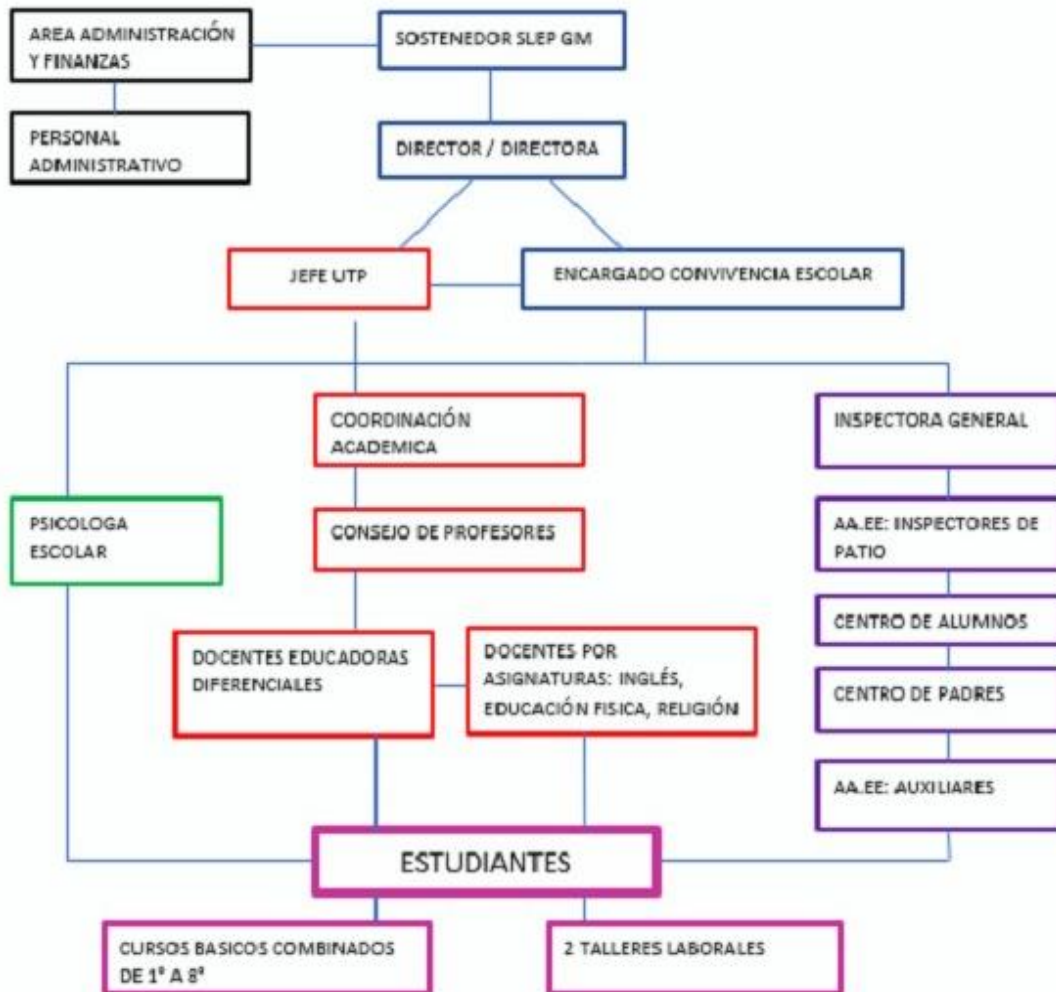 AREA ADMINISTRACIÓN
Y FINANZAS
SOSTENEDOR SLEP GM
PERSONAL
ADMINISTRATIVO
DIRECTOR / DIRECTORA
JEFE UTP
ENCARGADO CONVIVENCIA ESCOLAR
COORDINACIÓN
ACADEMICA
INSPECTORA GENERAL
PSICOLOGA
ESCOLAR
CONSEJO DE PROFESORES
AA.EE: INSPECTORES DE
PATIO
CENTRO DE ALUMNOS
DOCENTES EDUCADORAS
DIFERENCIALES
DOCENTES POR
ASIGNATURAS: INGLÉS,
EDUCACIÓN FISICA, RELIGIÓN
CENTRO DE PADRES
AA.EE: AUXILIARES
ESTUDIANTES
CURSOS BASICOS COMBINADOS
DE 1° A 8°
2 TALLERES LABORALES